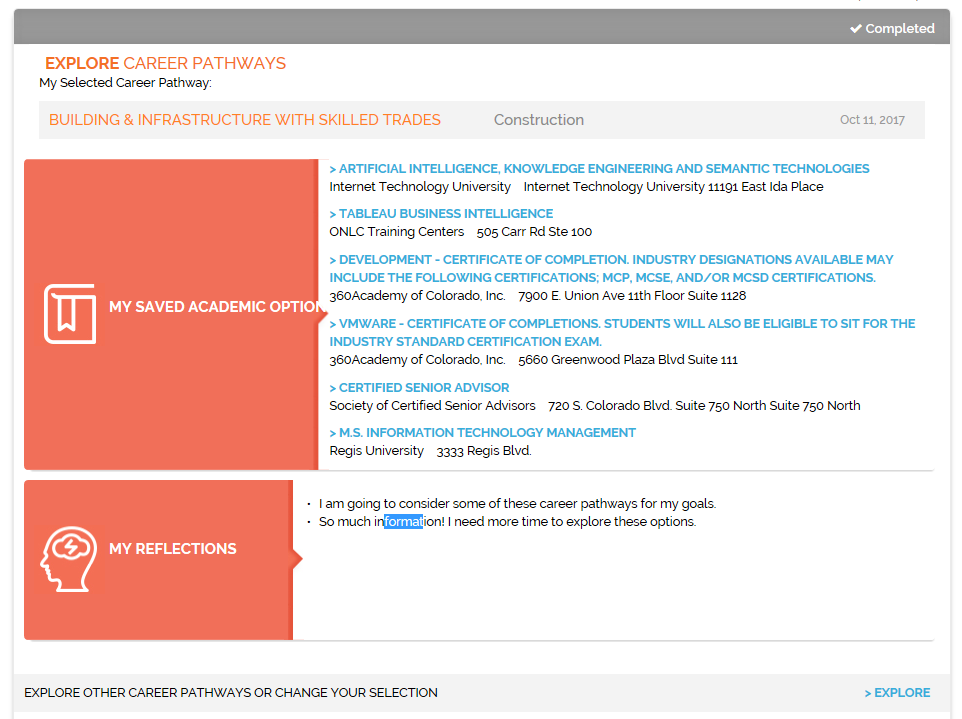 Completed
EXPLORE CAREER PATHWAYS
My Selected Career Pathway:
BUILDING & INFRASTRUCTURE WITH SKILLED TRADES Construction Oct 11, 2017
> ARTIFICIAL INTELLIGENCE, KNOWLEDGE ENGINEERING AND SEMANTIC TECHNOLOGIES
Internet Technology University Internet Technology University 11191 East Ida Place
> TABLEAU BUSINESS INTELLIGENCE
ONLC Training Centers 505 Carr Rd Ste 100
> DEVELOPMENT - CERTIFICATE OF COMPLETION. INDUSTRY DESIGNATIONS AVAILABLE MAY
INCLUDE THE FOLLOWING CERTIFICATIONS; MCP, MCSE, AND/OR MCSD CERTIFICATIONS.
360Academy of Colorado, Inc. 7900 E. Union Ave 11th Floor Suite 1128
MY SAVED ACADEMIC OPTION
> VMWARE - CERTIFICATE OF COMPLETIONS. STUDENTS WILL ALSO BE ELIGIBLE TO SIT FOR THE
INDUSTRY STANDARD CERTIFICATION EXAM.
360Academy of Colorado, Inc. 5660 Greenwood Plaza Blvd Suite 111
> CERTIFIED SENIOR ADVISOR
Society of Certified Senior Advisors 720 S. Colorado Blvd. Suite 750 North Suite 750 North
> M.S. INFORMATION TECHNOLOGY MANAGEMENT
Regis University 3333 Regis Blvd.
MY REFLECTIONS
• I am going to consider some of these career pathways for my goals.
• So much information! I need more time to explore these options.
EXPLORE OTHER CAREER PATHWAYS OR CHANGE YOUR SELECTION > EXPLORE